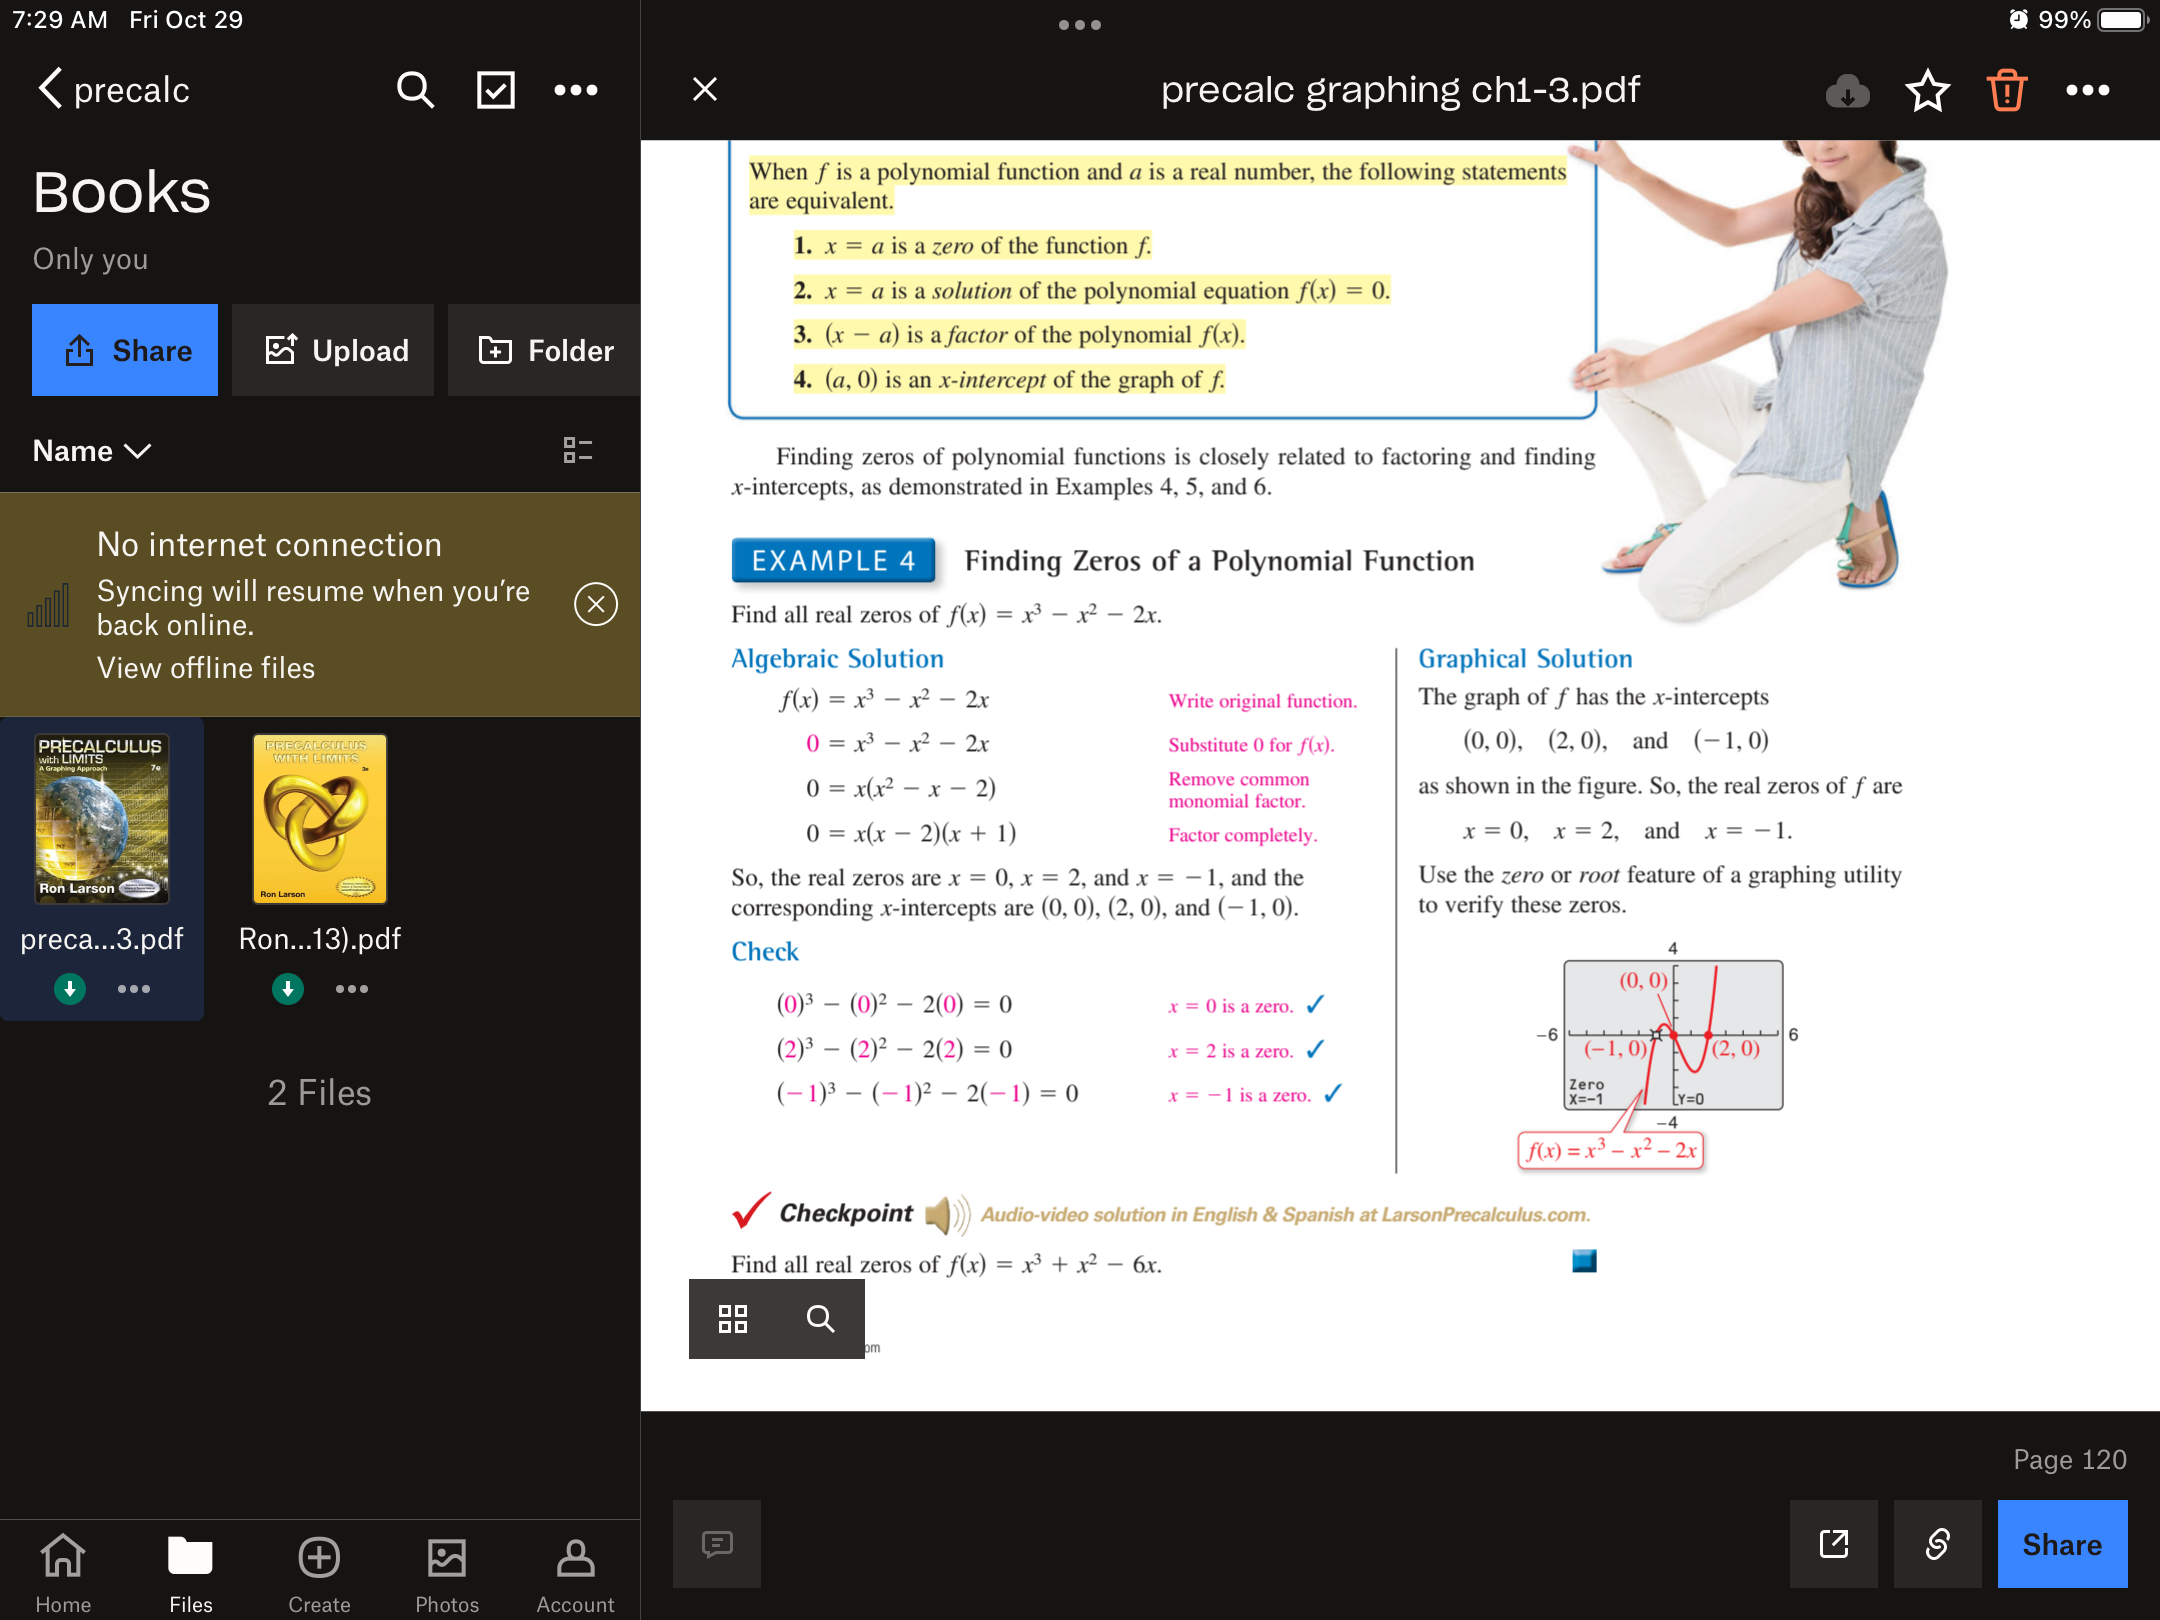 7:29 AM Fri Oct 29
99%
precalc
Books
Only you
Share
Upload
Folder
Name
No internet connection
Syncing will resume when you're
back online.
View offline files
PRECALCULUS
with LIMITS
A Graphing Approach 7e
Ron Larson
PRECALCULUS
WITH LIMITS
3e
Ron Larson
preca...3.pdf
Ron...13).pdf
2 Files
Home
Files
Create
Photos
Account
precalc graphing ch1-3.pdf
When f is a polynomial function and a is a real number, the following statements
are equivalent.
1. x = a is a zero of the function f.
2. x = a is a solution of the polynomial equation f(x) = 0.
3. (x − a) is a factor of the polynomial f(x).
4. (a, 0) is an x-intercept of the graph of f.
Finding zeros of polynomial functions is closely related to factoring and finding
x-intercepts, as demonstrated in Examples 4, 5, and 6.
EXAMPLE 4 Finding Zeros of a Polynomial Function
Find all real zeros of f(x) = x³ − x² − 2x.
Algebraic Solution
f(x) = x³ − x² − 2x Write original function.
0 = x³ − x² − 2x Substitute 0 for f(x).
0 = x(x² − x − 2) Remove common
monomial factor.
0 = x(x − 2)(x + 1) Factor completely.
So, the real zeros are x = 0, x = 2, and x = −1, and the
corresponding x-intercepts are (0, 0), (2, 0), and (−1, 0).
Check
(0)³ − (0)² − 2(0) = 0 x = 0 is a zero. ✓
(2)³ − (2)² − 2(2) = 0 x = 2 is a zero. ✓
(−1)³ − (−1)² − 2(−1) = 0 x = −1 is a zero. ✓
Graphical Solution
The graph of f has the x-intercepts
(0, 0), (2, 0), and (−1, 0)
as shown in the figure. So, the real zeros of f are
x = 0, x = 2, and x = −1.
Use the zero or root feature of a graphing utility
to verify these zeros.
4
(0, 0)
−6
6
(−1, 0)
(2, 0)
Zero
X=-1 Y=0
−4
f(x) = x³ − x² − 2x
Checkpoint Audio-video solution in English & Spanish at LarsonPrecalculus.com.
Find all real zeros of f(x) = x³ + x² − 6x.
om
Page 120
Share